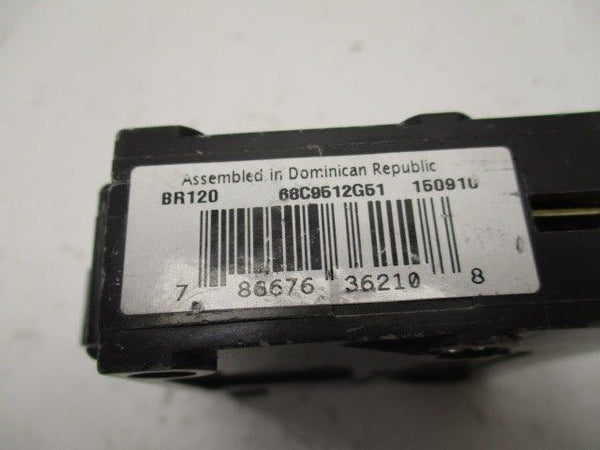 Assembled in Dominican Republic
BR120 68C9512G51 150910
7 86676 36210 8